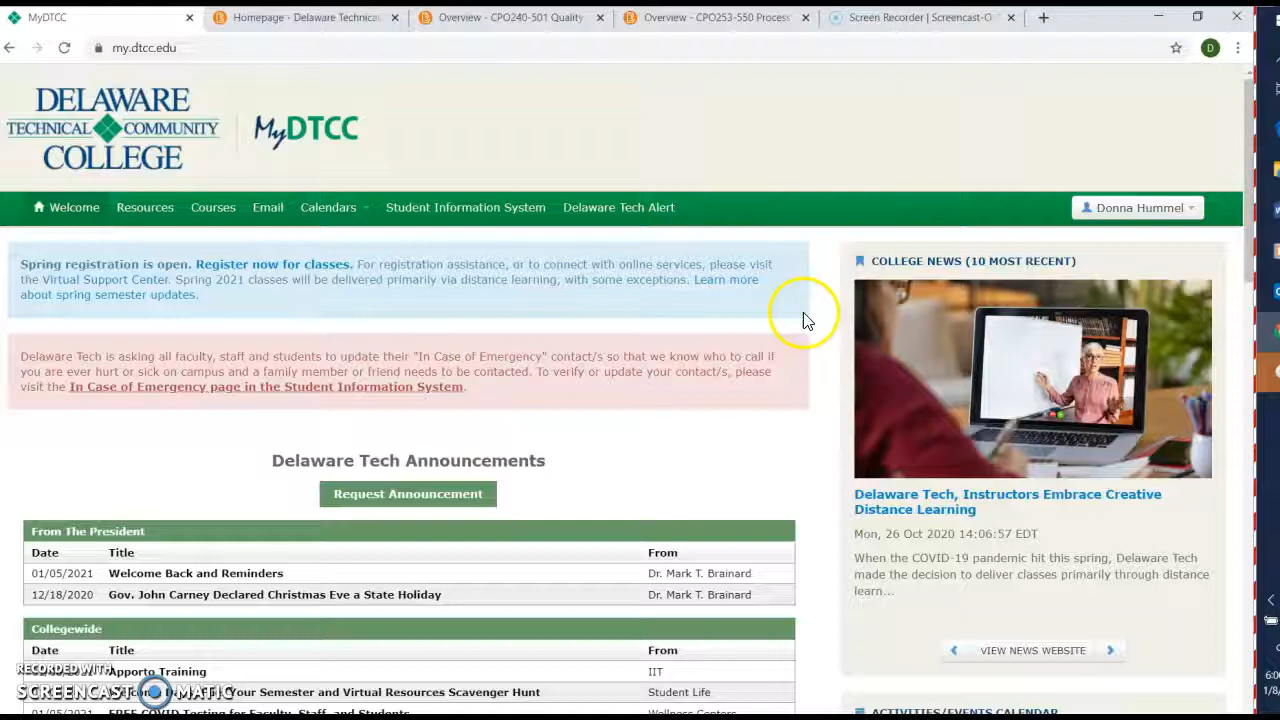 MyDTCC
Homepage - Delaware Technica
Overview - CPO240-501 Quality
Overview - CPO253-550 Process
Screen Recorder | Screencast-O
my.dtcc.edu
D
DELAWARE
TECHNICAL COMMUNITY
COLLEGE
MyDTCC
Welcome Resources Courses Email Calendars Student Information System Delaware Tech Alert
Donna Hummel
Spring registration is open. Register now for classes. For registration assistance, or to connect with online services, please visit
the Virtual Support Center. Spring 2021 classes will be delivered primarily via distance learning, with some exceptions. Learn more
about spring semester updates.
Delaware Tech is asking all faculty, staff and students to update their "In Case of Emergency" contact/s so that we know who to call if
you are ever hurt or sick on campus and a family member or friend needs to be contacted. To verify or update your contact/s, please
visit the In Case of Emergency page in the Student Information System.
Delaware Tech Announcements
Request Announcement
From The President
Date Title From
01/05/2021 Welcome Back and Reminders Dr. Mark T. Brainard
12/18/2020 Gov. John Carney Declared Christmas Eve a State Holiday Dr. Mark T. Brainard
Collegewide
Date Title From
Apporto Training IIT
Your Semester and Virtual Resources Scavenger Hunt Student Life
01/05/2021 FREE COVID Testing for Faculty, Staff, and Students Wellness Centers
RECORDED WITH
SCREENCAST MATIC
COLLEGE NEWS (10 MOST RECENT)
Delaware Tech, Instructors Embrace Creative
Distance Learning
Mon, 26 Oct 2020 14:06:57 EDT
When the COVID-19 pandemic hit this spring, Delaware Tech
made the decision to deliver classes primarily through distance
learn...
VIEW NEWS WEBSITE
ACTIVITIES/EVENTS CALENDAR